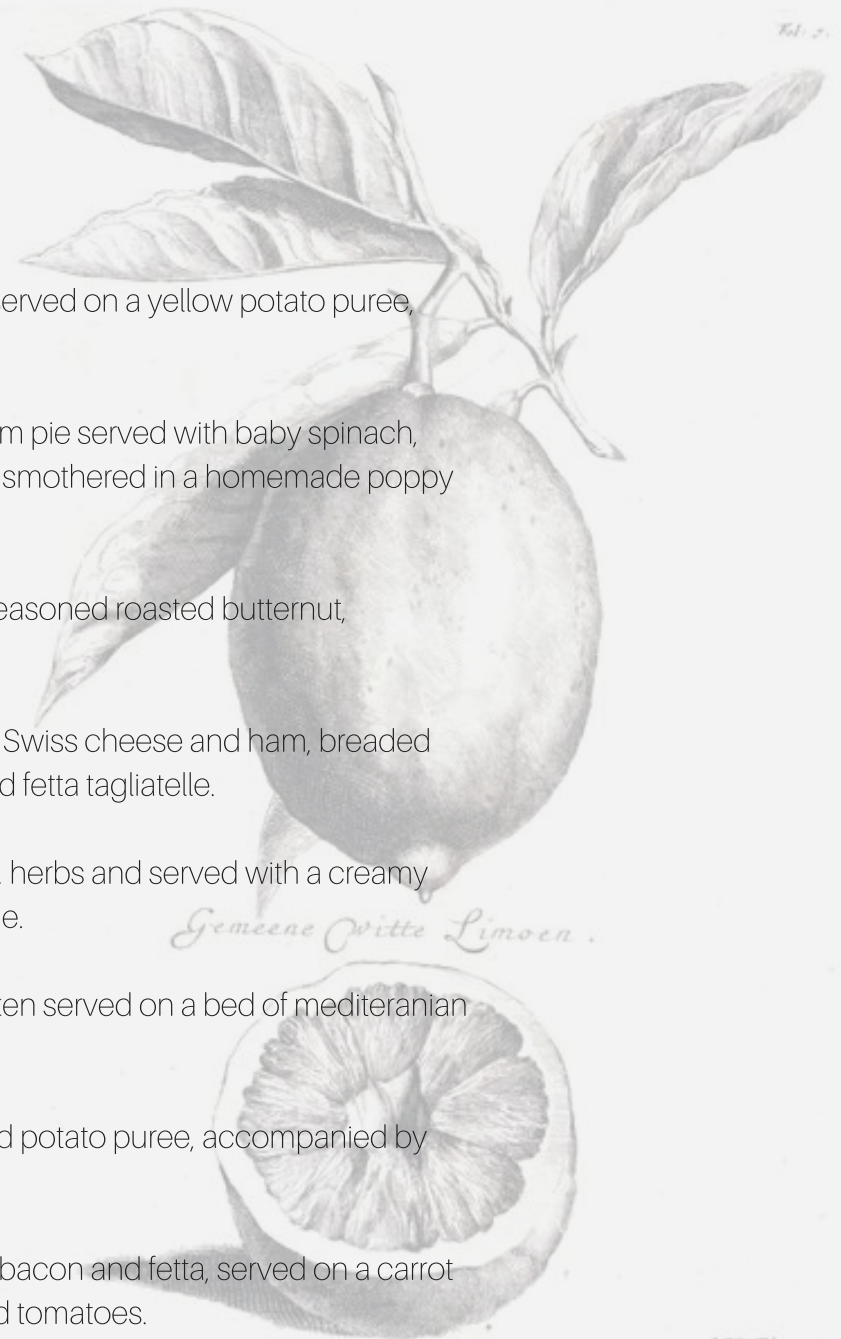 erved on a yellow potato puree,
m pie served with baby spinach,
smothered in a homemade poppy
easoned roasted butternut,
Swiss cheese and ham, breaded
d fetta tagliatelle.
herbs and served with a creamy
e.
ten served on a bed of mediteranian
Gemeene Witte Limoen .
d potato puree, accompanied by
bacon and fetta, served on a carrot
d tomatoes.